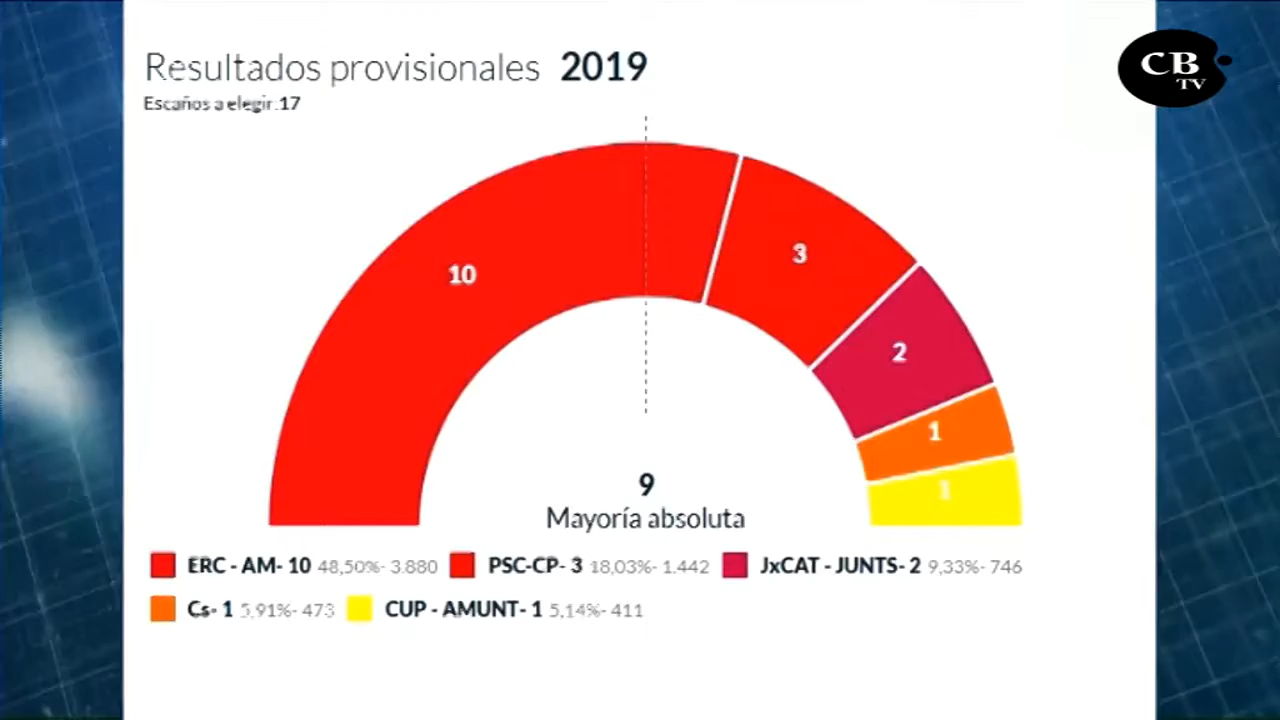 Resultados provisionales 2019
CB
TV
Escaños a elegir:17
10
3
2
1
1
9
Mayoría absoluta
ERC - AM- 10 48,50%- 3.880 PSC-CP- 3 18,03%- 1.442 JxCAT - JUNTS- 2 9,33%- 746
Cs- 1 5,91%- 473 CUP - AMUNT- 1 5,14%- 411